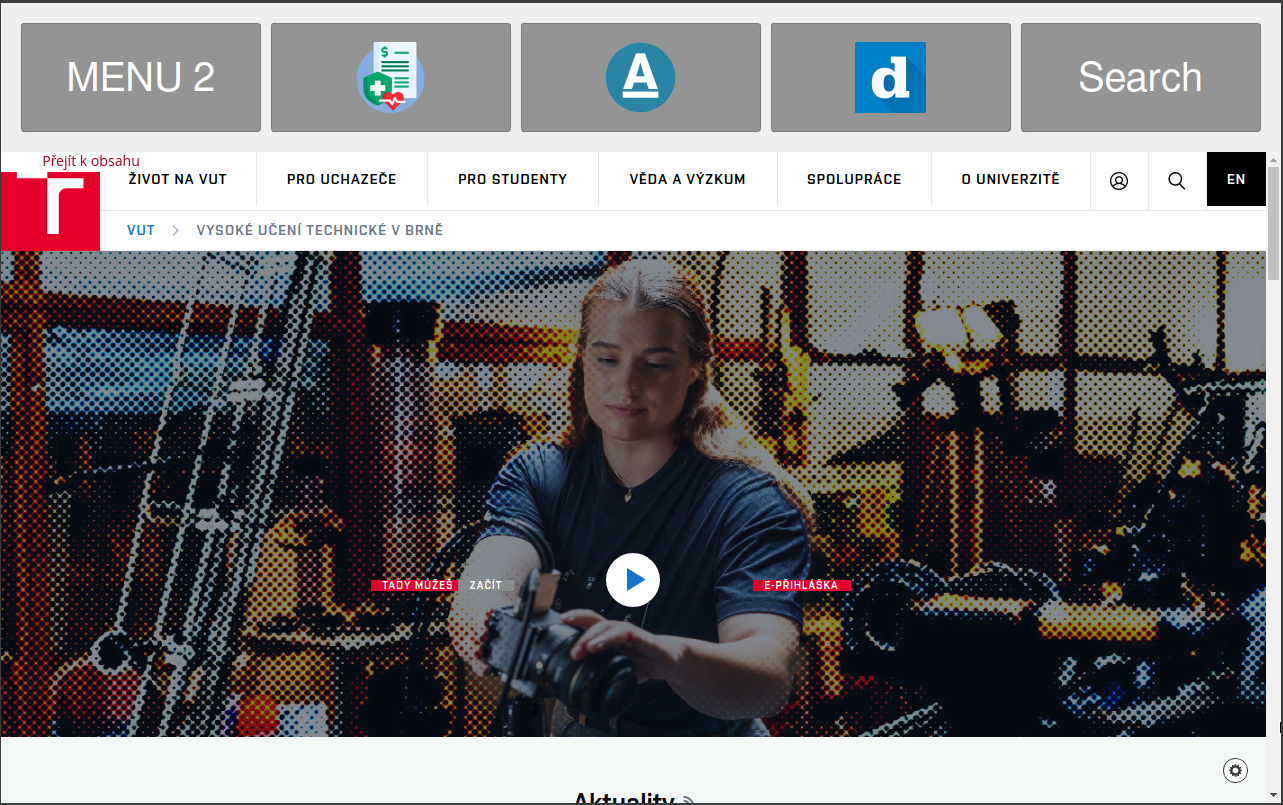 MENU 2
$
A
d
Search
Přejít k obsahu
ŽIVOT NA VUT
PRO UCHAZEČE
PRO STUDENTY
VĚDA A VÝZKUM
SPOLUPRÁCE
O UNIVERZITĚ
EN
VUT
VYSOKÉ UČENÍ TECHNICKÉ V BRNĚ
TADY MŮŽEŠ ZAČÍT
E-PŘIHLÁŠKA
Aktuality